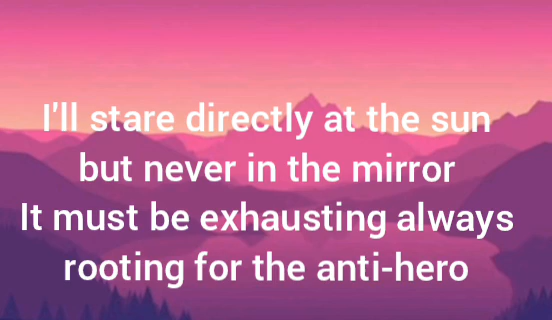 I'll stare directly at the sun
but never in the mirror
It must be exhausting always
rooting for the anti-hero